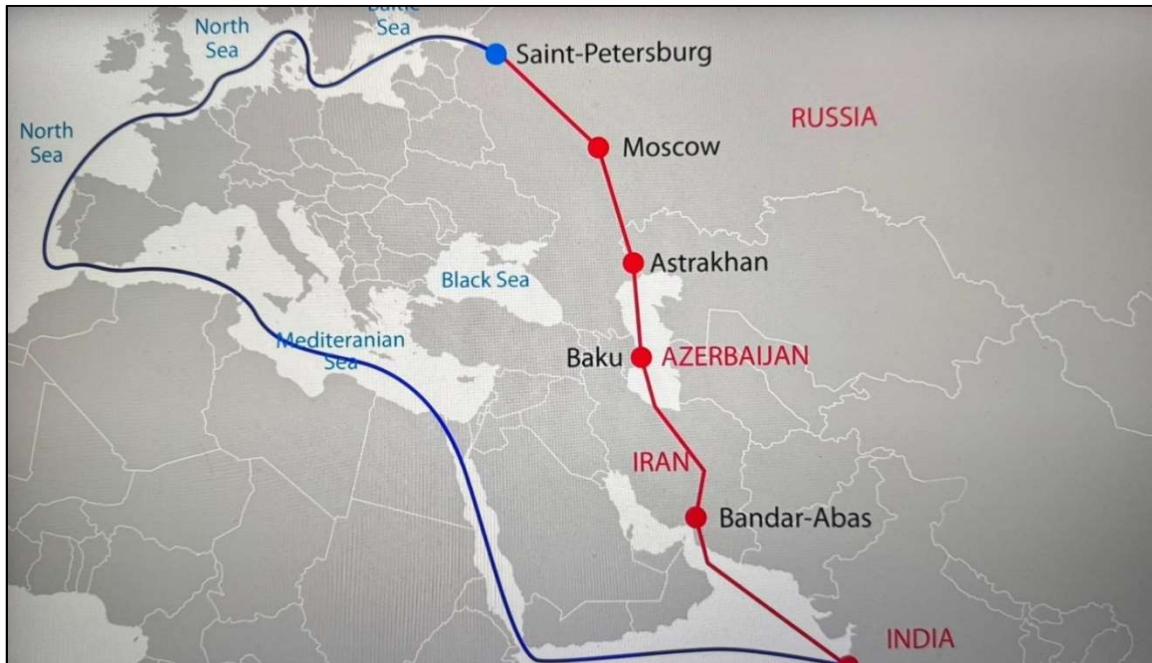 North
Sea
Baltic
Sea
Saint-Petersburg
RUSSIA
North
Sea
Moscow
Astrakhan
Black Sea
Mediteranian
Sea
Baku
AZERBAIJAN
IRAN
Bandar-Abas
INDIA